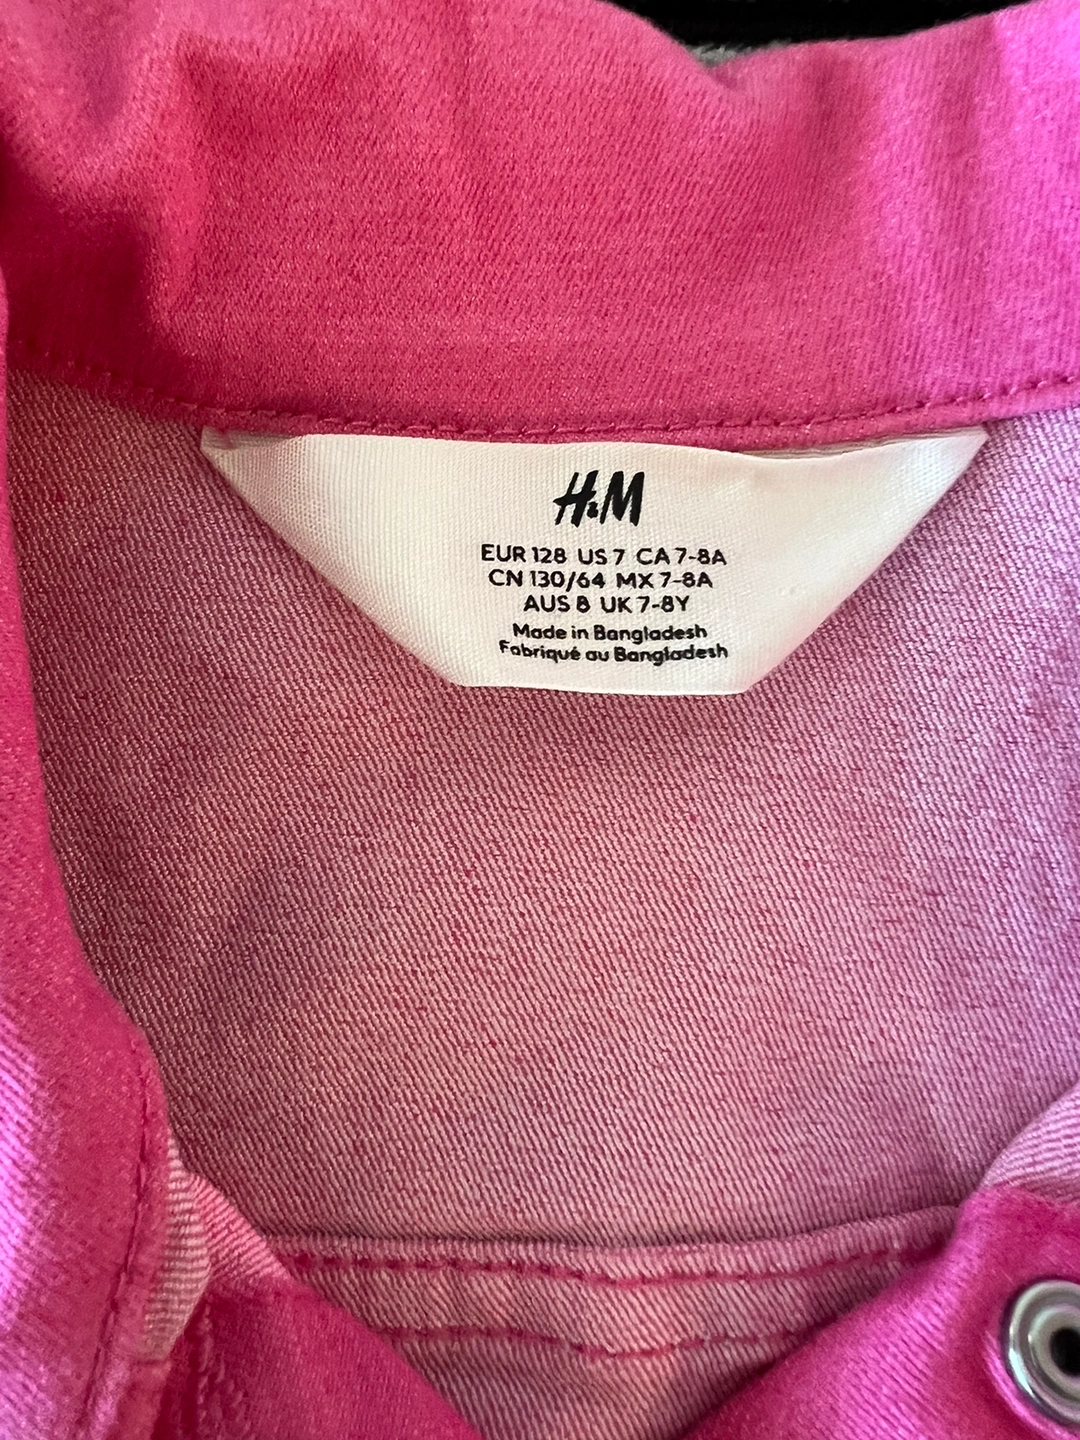 H&M
EUR 128 US 7 CA 7-8A
CN 130/64 MX 7-8A
AUS 8 UK 7-8Y
Made in Bangladesh
Fabriqué au Bangladesh